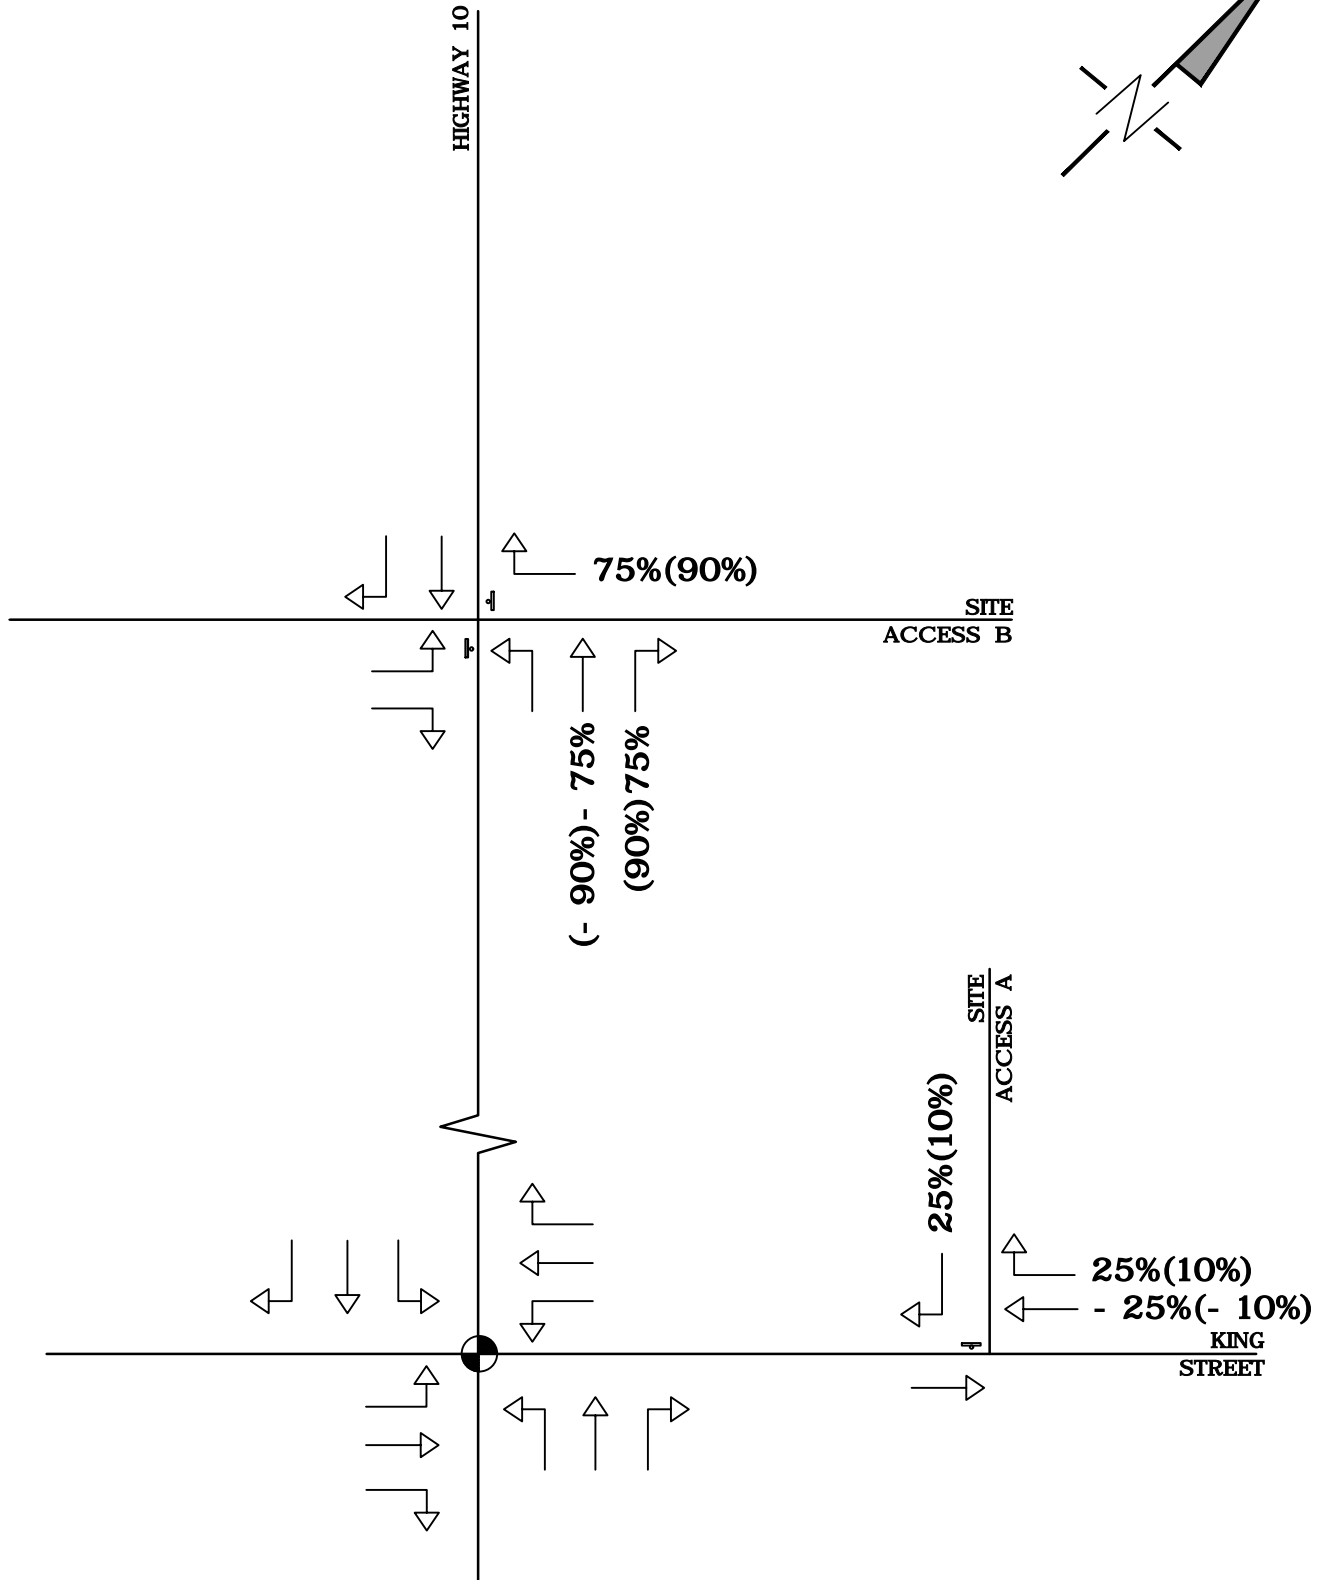 HIGHWAY 10
75%(90%)
SITE
ACCESS B
(- 90%)- 75%
(90%)75%
SITE
ACCESS A
25%(10%)
25%(10%)
- 25%(- 10%)
KING
STREET